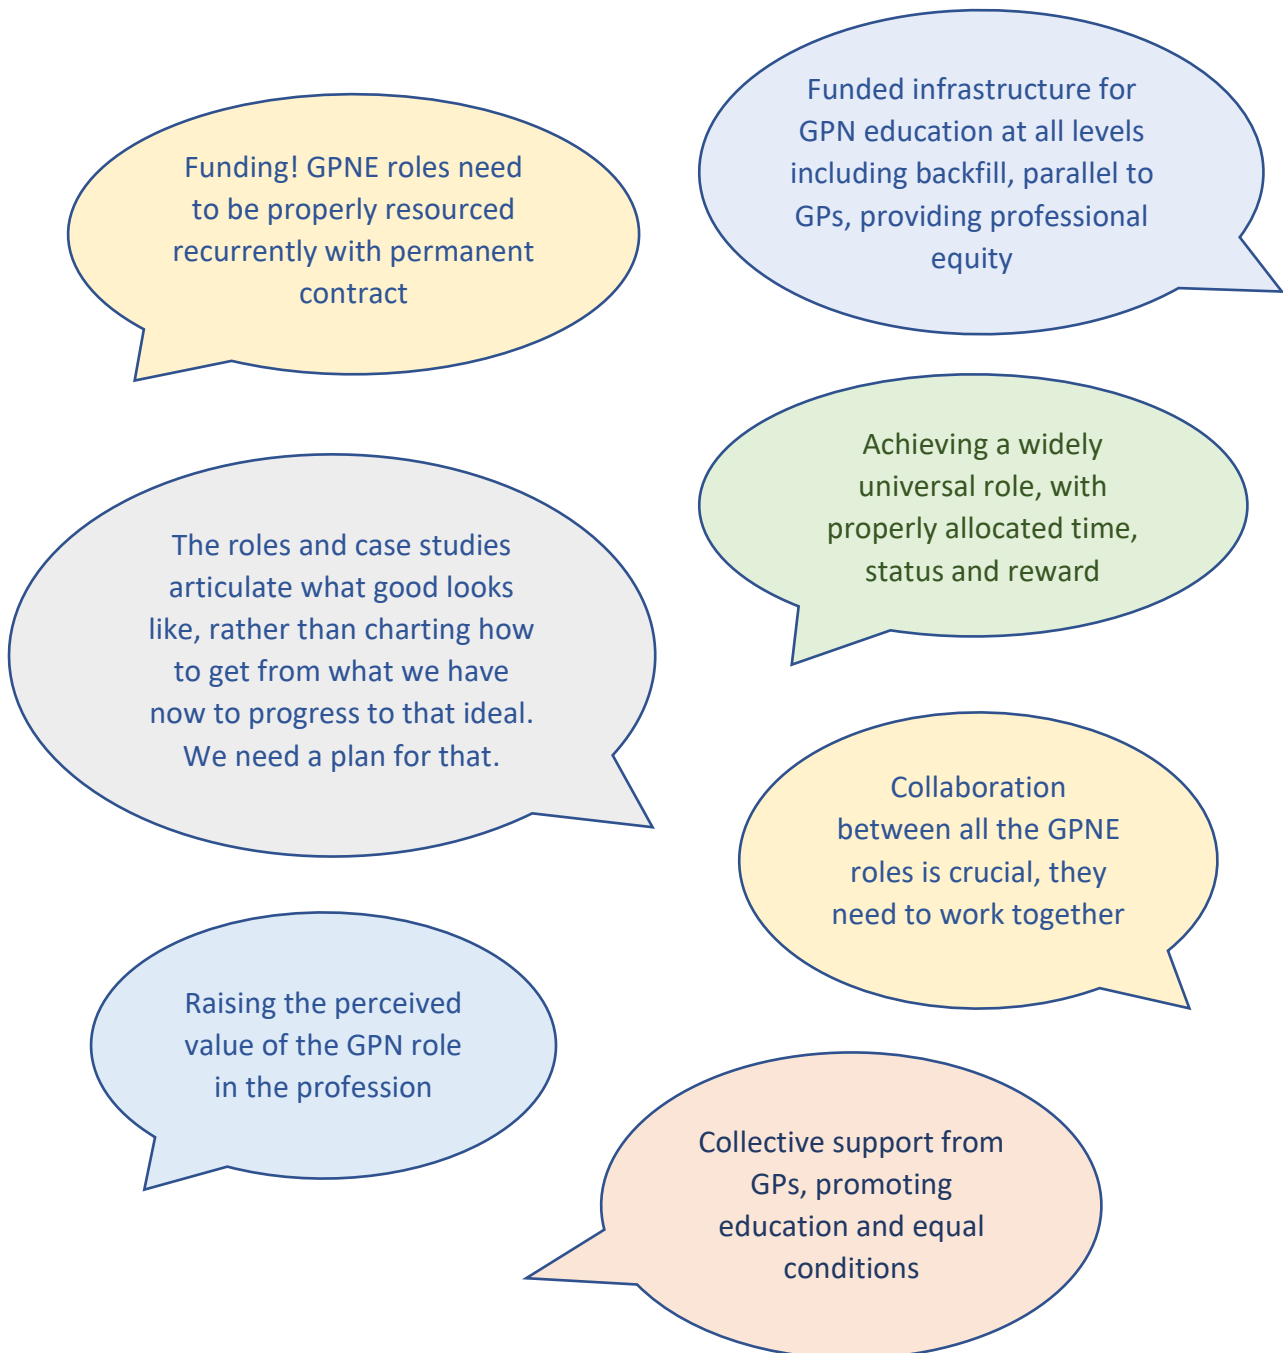 Funded infrastructure for
GPN education at all levels
including backfill, parallel to
GPs, providing professional
equity
Funding! GPNE roles need
to be properly resourced
recurrently with permanent
contract
Achieving a widely
universal role, with
properly allocated time,
status and reward
The roles and case studies
articulate what good looks
like, rather than charting how
to get from what we have
now to progress to that ideal.
We need a plan for that.
Collaboration
between all the GPNE
roles is crucial, they
need to work together
Raising the perceived
value of the GPN role
in the profession
Collective support from
GPs, promoting
education and equal
conditions